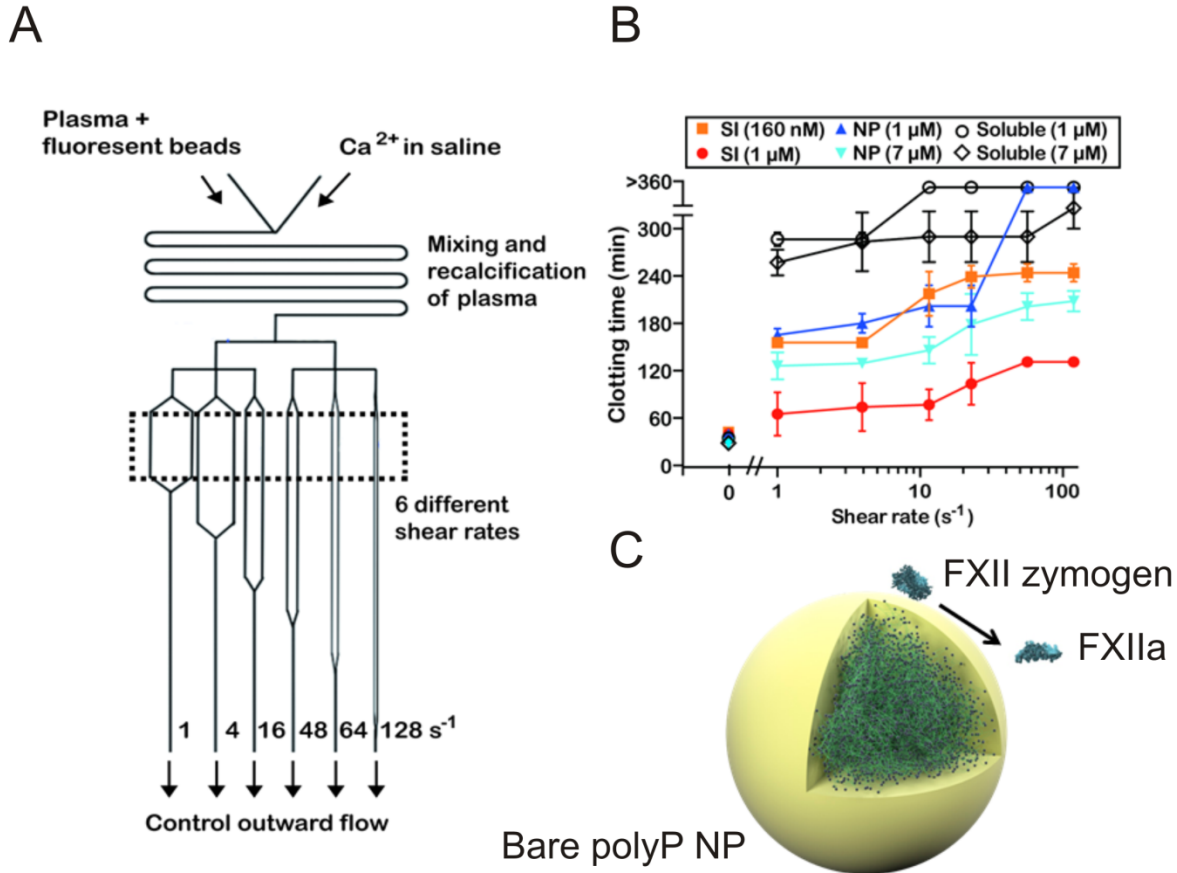 A
Plasma +
fluoresent beads
Ca2+ in saline
Mixing and
recalcification
of plasma
6 different
shear rates
1 4 16 48 64 128 s-1
Control outward flow
B
SI (160 nM) NP (1 µM) Soluble (1 µM)
SI (1 µM) NP (7 µM) Soluble (7 µM)
>360
300
240
180
120
60
0
Clotting time (min)
0 1 10 100
Shear rate (s-1)
C
FXII zymogen
FXIIa
Bare polyP NP